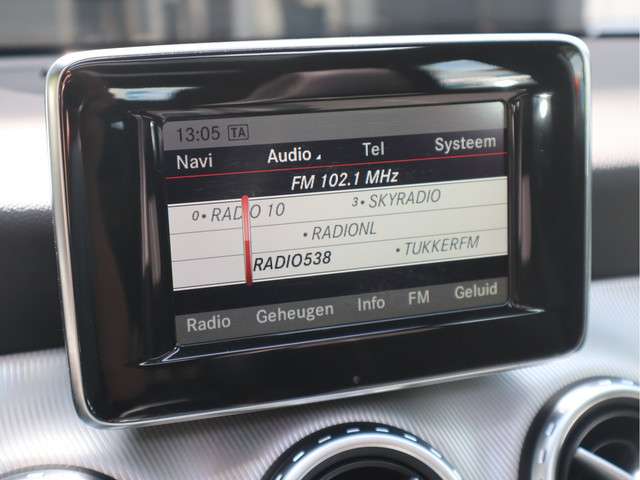 13:05 TA
Navi Audio Tel Systeem
FM 102.1 MHz
0• RADIO 10 3• SKYRADIO
• RADIONL
RADIO538 • TUKKERFM
Radio Geheugen Info FM Geluid